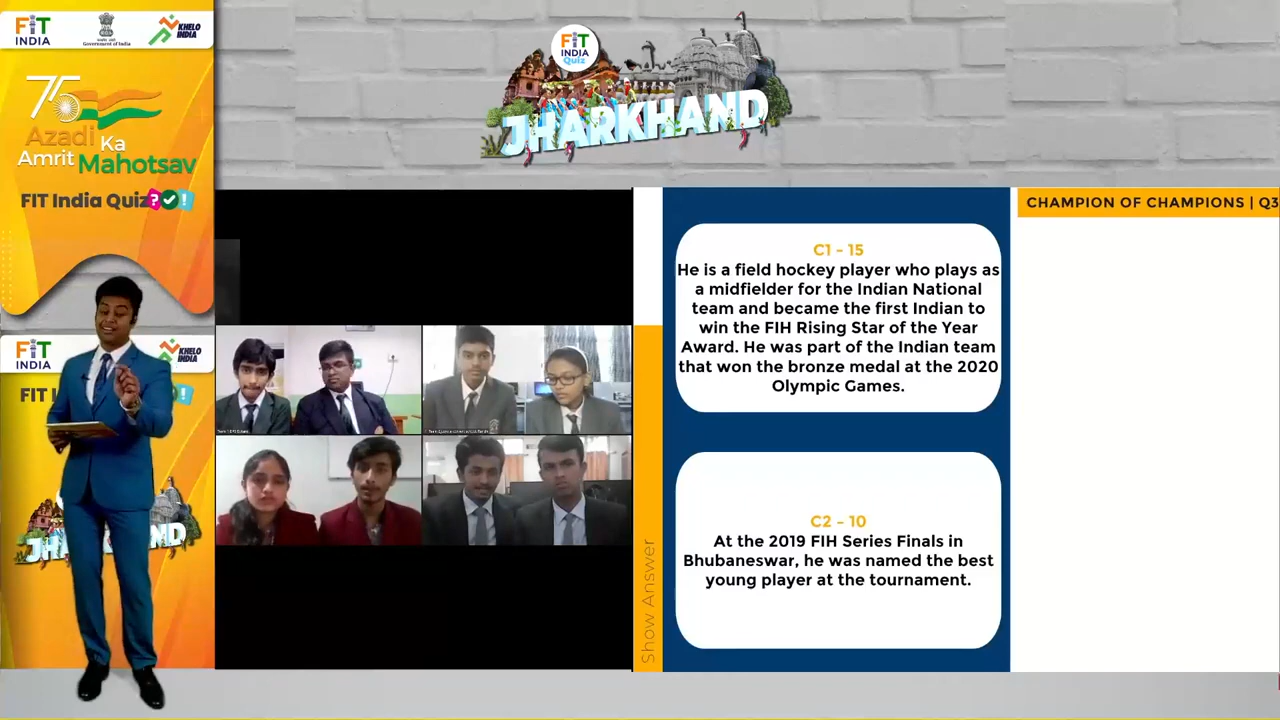 FiT
INDIA
Government of India
KHELO
INDIA
75
Azadi Ka
Amrit Mahotsav
FIT India Quiz?!
FiT
INDIA
KHELO
INDIA
FIT I
FiT
INDIA
Quiz
JHARKHAND
CHAMPION OF CHAMPIONS | Q3
C1 - 15
He is a field hockey player who plays as
a midfielder for the Indian National
team and became the first Indian to
win the FIH Rising Star of the Year
Award. He was part of the Indian team
that won the bronze medal at the 2020
Olympic Games.
C2 - 10
At the 2019 FIH Series Finals in
Bhubaneswar, he was named the best
young player at the tournament.
Show Answer